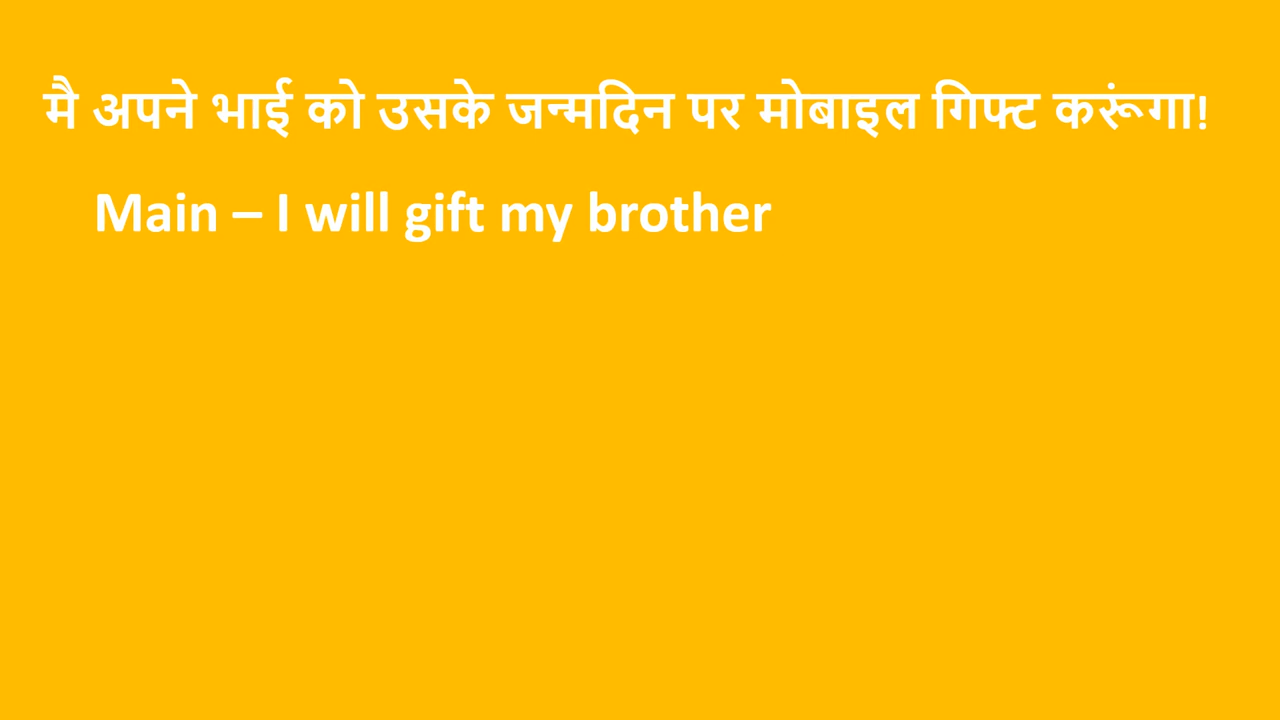 मै अपने भाई को उसके जन्मदिन पर मोबाइल गिफ्ट करूंगा!
Main – I will gift my brother